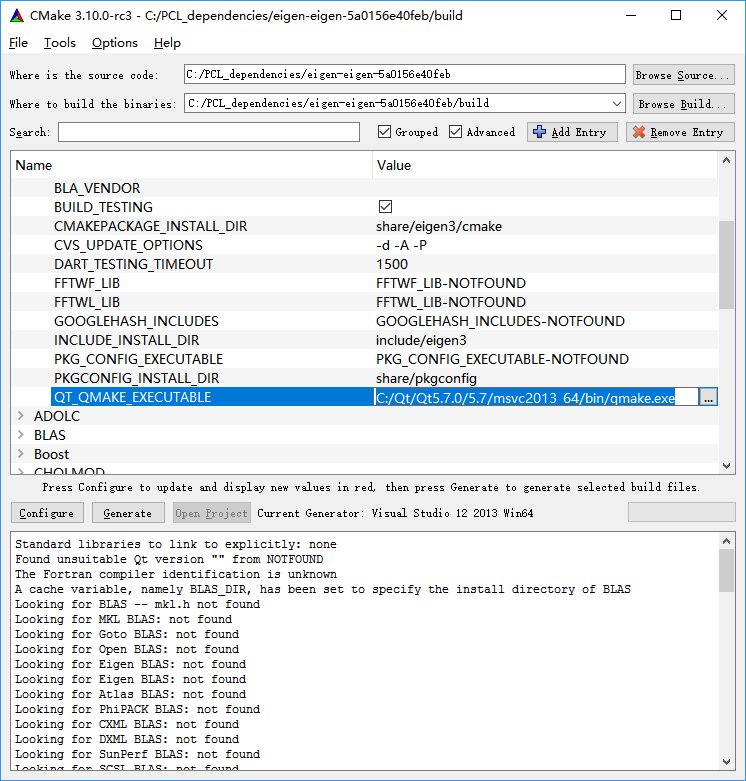 CMake 3.10.0-rc3 - C:/PCL_dependencies/eigen-eigen-5a0156e40feb/build
File Tools Options Help
Where is the source code: C:/PCL_dependencies/eigen-eigen-5a0156e40feb Browse Source...
Where to build the binaries: C:/PCL_dependencies/eigen-eigen-5a0156e40feb/build Browse Build...
Search: Grouped Advanced Add Entry Remove Entry
Name Value
BLA_VENDOR
BUILD_TESTING
CMAKEPACKAGE_INSTALL_DIR share/eigen3/cmake
CVS_UPDATE_OPTIONS -d -A -P
DART_TESTING_TIMEOUT 1500
FFTWF_LIB FFTWF_LIB-NOTFOUND
FFTWL_LIB FFTWL_LIB-NOTFOUND
GOOGLEHASH_INCLUDES GOOGLEHASH_INCLUDES-NOTFOUND
INCLUDE_INSTALL_DIR include/eigen3
PKG_CONFIG_EXECUTABLE PKG_CONFIG_EXECUTABLE-NOTFOUND
PKGCONFIG_INSTALL_DIR share/pkgconfig
QT_QMAKE_EXECUTABLE C:/Qt/Qt5.7.0/5.7/msvc2013_64/bin/qmake.exe ...
ADOLC
BLAS
Boost
CHOLMOD
Press Configure to update and display new values in red, then press Generate to generate selected build files.
Configure Generate Open Project Current Generator: Visual Studio 12 2013 Win64
Standard libraries to link to explicitly: none
Found unsuitable Qt version "" from NOTFOUND
The Fortran compiler identification is unknown
A cache variable, namely BLAS_DIR, has been set to specify the install directory of BLAS
Looking for BLAS -- mkl.h not found
Looking for MKL BLAS: not found
Looking for Goto BLAS: not found
Looking for Open BLAS: not found
Looking for Eigen BLAS: not found
Looking for Eigen BLAS: not found
Looking for Atlas BLAS: not found
Looking for PhiPACK BLAS: not found
Looking for CXML BLAS: not found
Looking for DXML BLAS: not found
Looking for SunPerf BLAS: not found
Looking for SCSL BLAS: not found